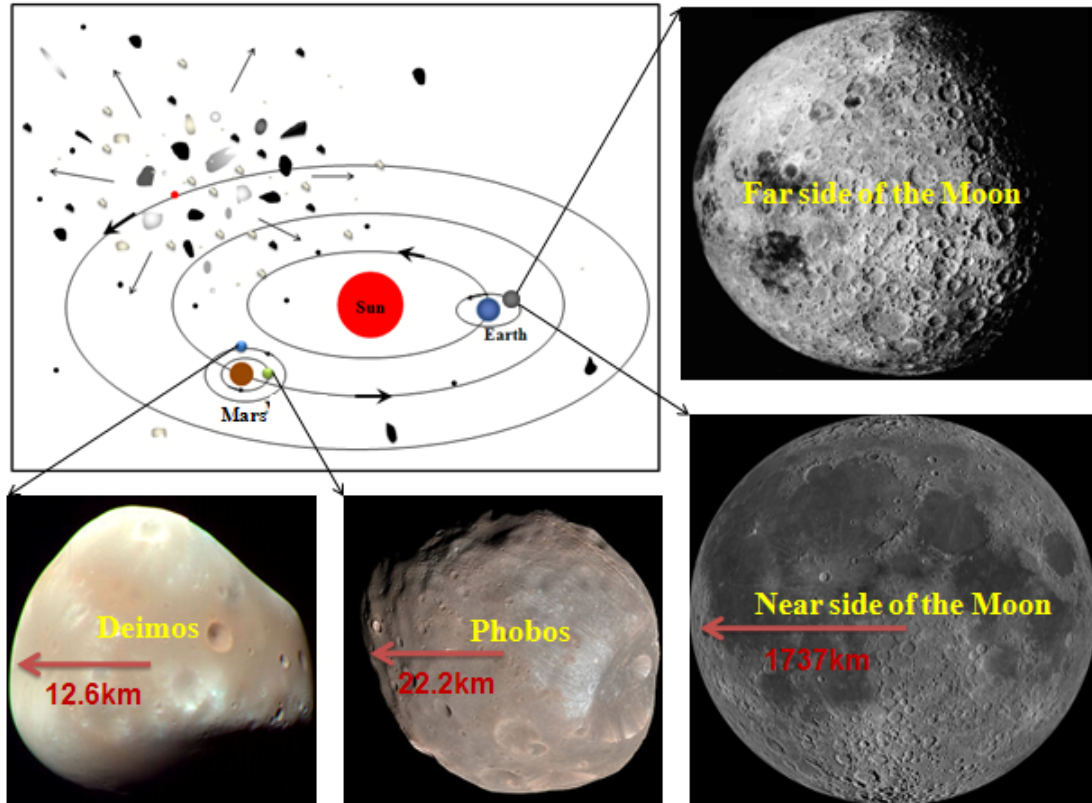 Far side of the Moon
Sun
Earth
Mars
Near side of the Moon
1737km
Deimos
12.6km
Phobos
22.2km